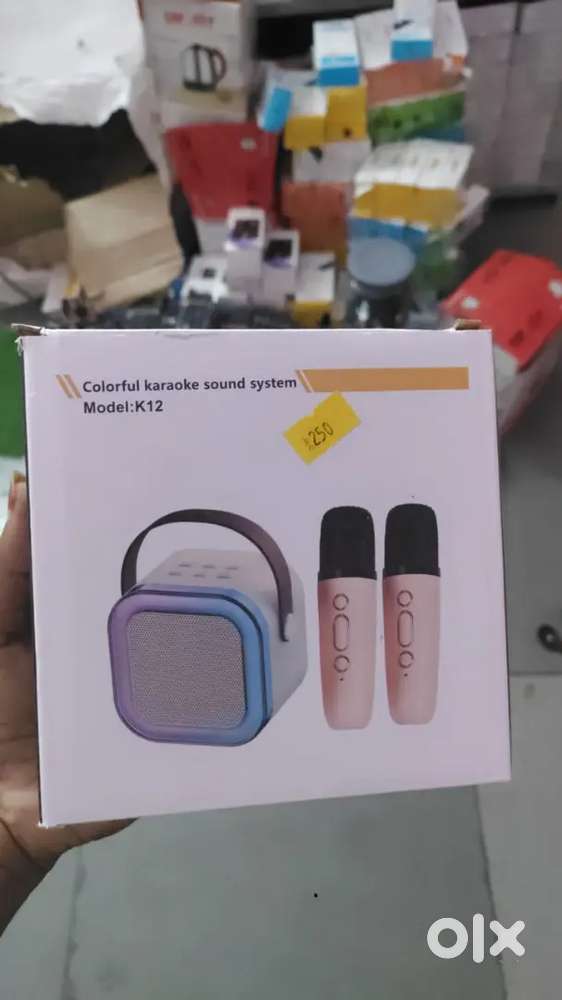 Colorful karaoke sound system
Model:K12
250
olx